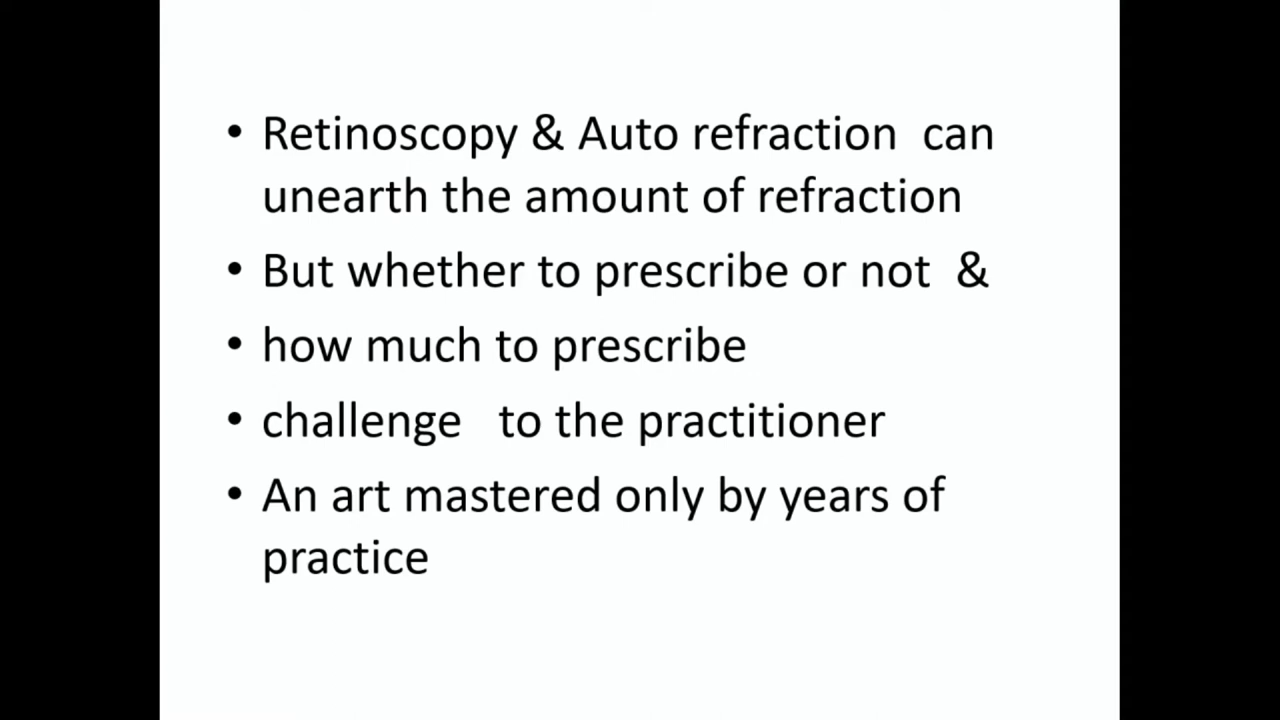 • Retinoscopy & Auto refraction can
unearth the amount of refraction
• But whether to prescribe or not &
• how much to prescribe
• challenge to the practitioner
• An art mastered only by years of
practice